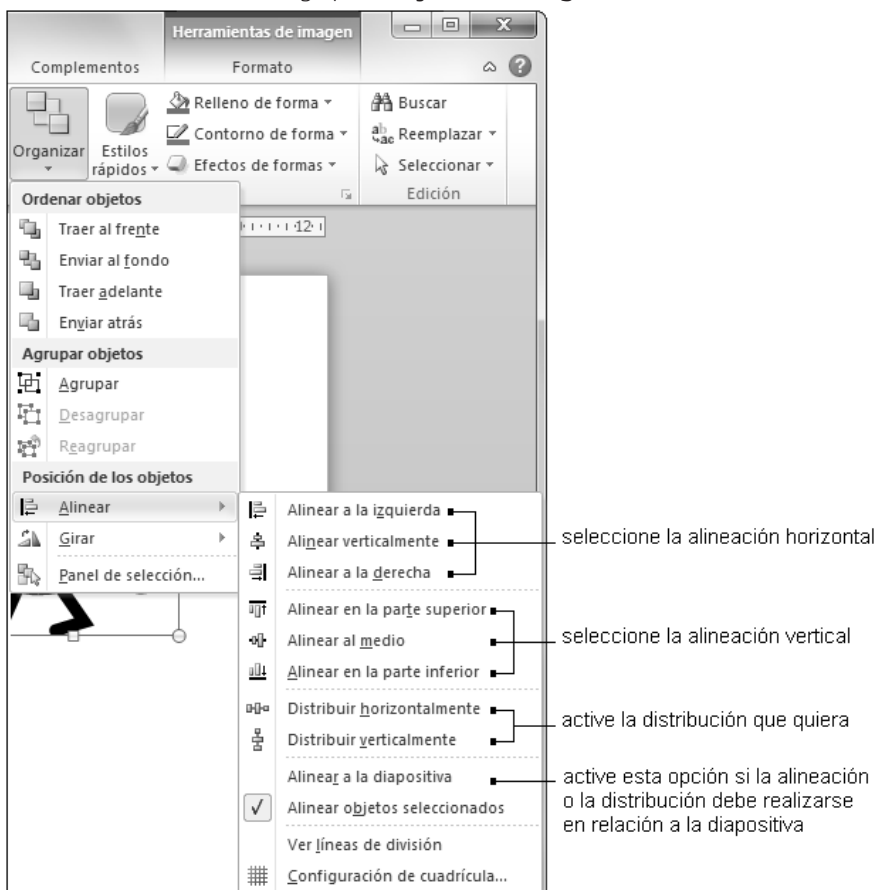 Herramientas de imagen
Complementos Formato
Organizar
Estilos rápidos
Relleno de forma
Contorno de forma
Efectos de formas
Buscar
Reemplazar
Seleccionar
Edición
12
Ordenar objetos
Traer al frente
Enviar al fondo
Traer adelante
Enviar atrás
Agrupar objetos
Agrupar
Desagrupar
Reagrupar
Posición de los objetos
Alinear
Girar
Panel de selección...
Alinear a la izquierda
Alinear verticalmente
Alinear a la derecha
seleccione la alineación horizontal
Alinear en la parte superior
Alinear al medio
Alinear en la parte inferior
seleccione la alineación vertical
Distribuir horizontalmente
Distribuir verticalmente
active la distribución que quiera
Alinear a la diapositiva
Alinear objetos seleccionados
active esta opción si la alineación
o la distribución debe realizarse
en relación a la diapositiva
Ver líneas de división
Configuración de cuadrícula...